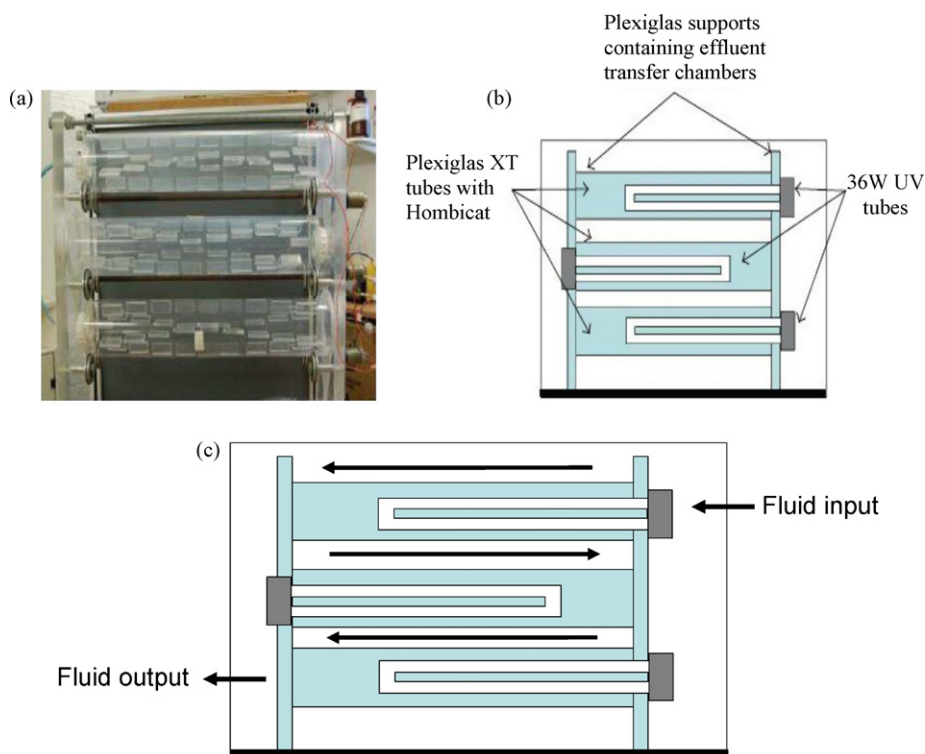 Plexiglas supports
containing effluent
transfer chambers
(a)
(b)
Plexiglas XT
tubes with
Hombicat
36W UV
tubes
(c)
Fluid input
Fluid output